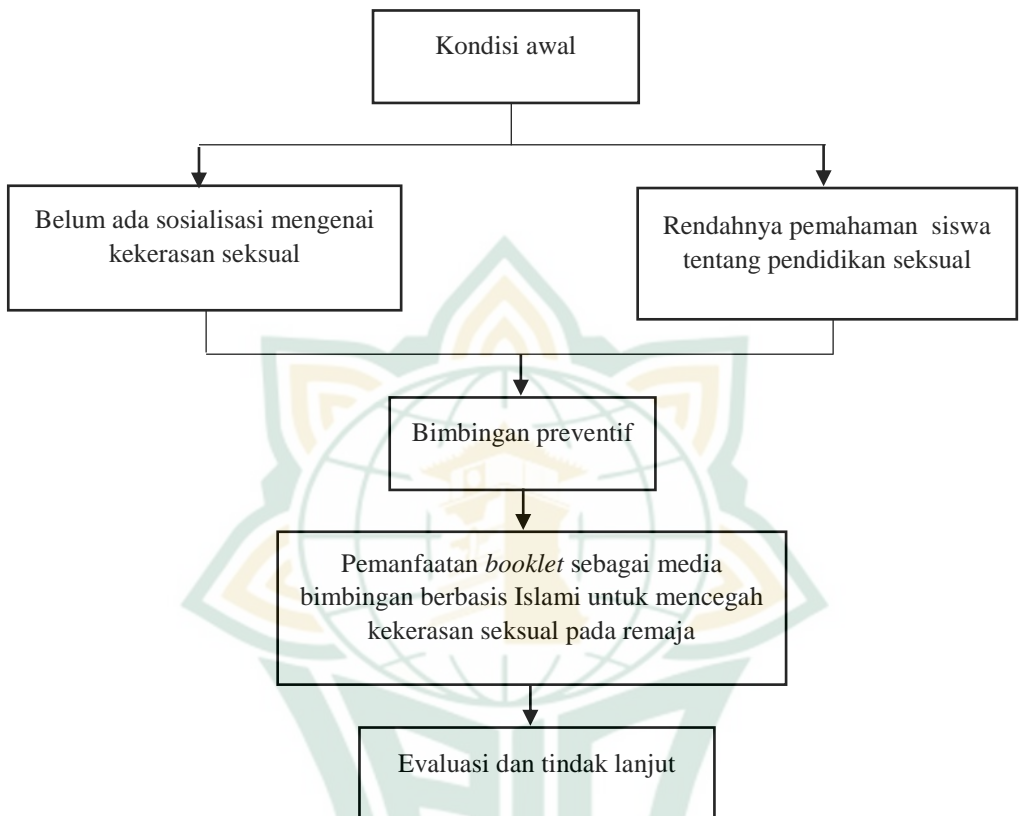 Kondisi awal
Belum ada sosialisasi mengenai
kekerasan seksual
Rendahnya pemahaman siswa
tentang pendidikan seksual
Bimbingan preventif
Pemanfaatan booklet sebagai media
bimbingan berbasis Islami untuk mencegah
kekerasan seksual pada remaja
Evaluasi dan tindak lanjut